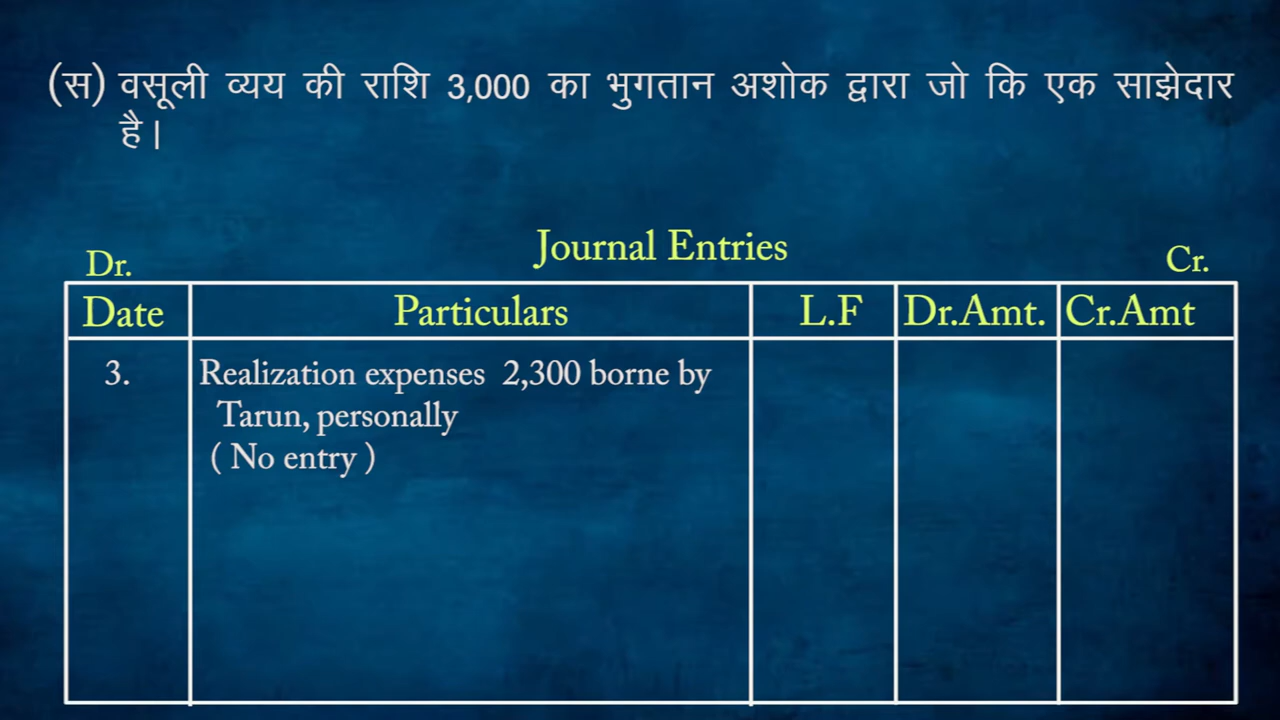 (स) वसूली व्यय की राशि 3,000 का भुगतान अशोक द्वारा जो कि एक साझेदार
है।
Journal Entries
Dr. Cr.
Date Particulars L.F Dr.Amt. Cr.Amt
3. Realization expenses 2,300 borne by
Tarun, personally
( No entry )